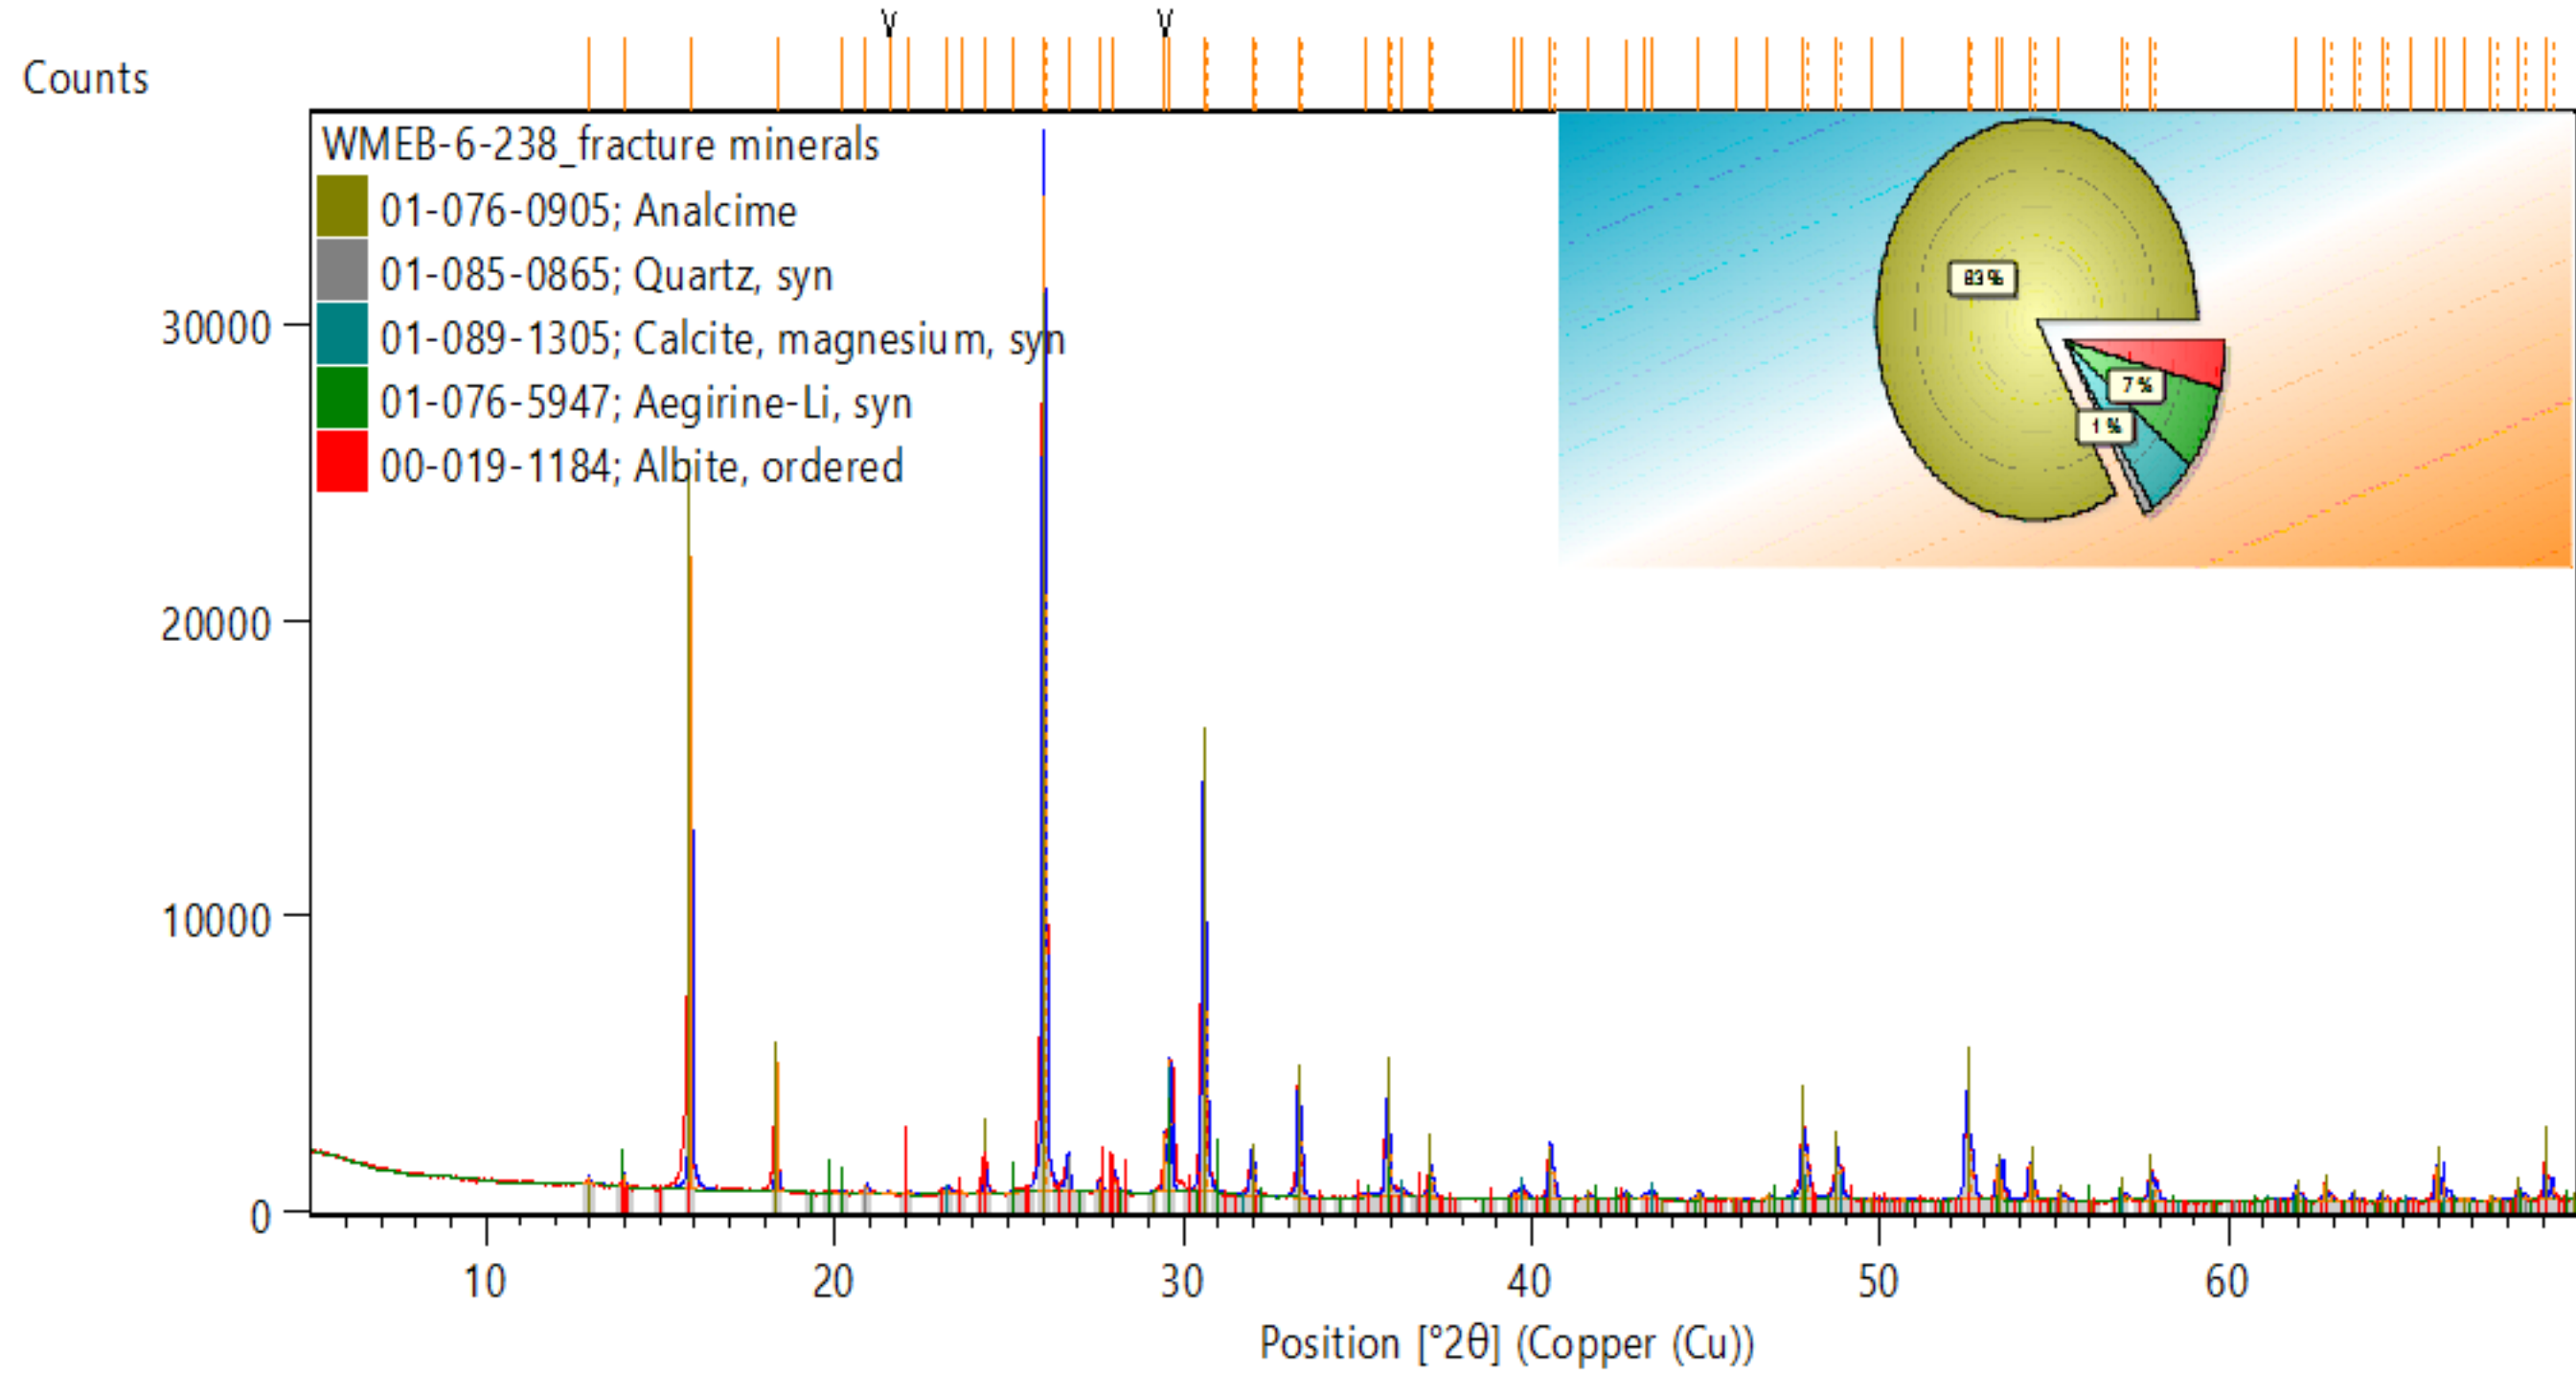 Counts
WMEB-6-238_fracture minerals
01-076-0905; Analcime
01-085-0865; Quartz, syn
01-089-1305; Calcite, magnesium, syn
01-076-5947; Aegirine-Li, syn
00-019-1184; Albite, ordered
83 %
7 %
1 %
30000
20000
10000
0
10 20 30 40 50 60
Position [°2θ] (Copper (Cu))